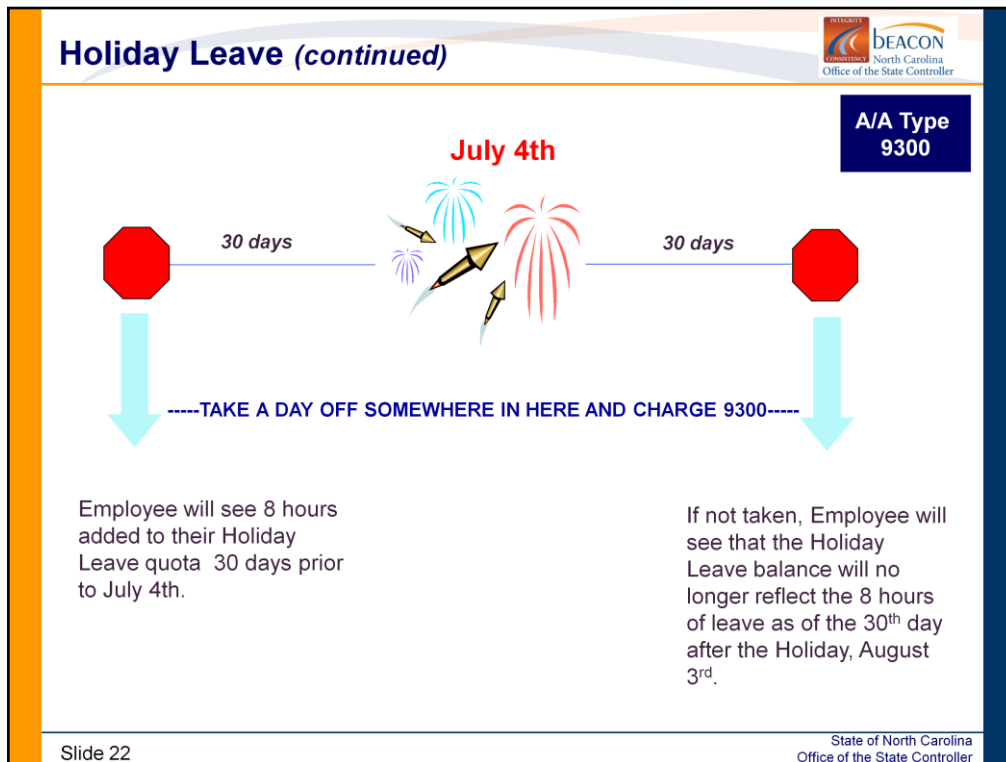 Holiday Leave (continued)
INTEGRITY
CONSISTENCY
bEACON
North Carolina
Office of the State Controller
A/A Type
9300
July 4th
30 days
30 days
-----TAKE A DAY OFF SOMEWHERE IN HERE AND CHARGE 9300-----
Employee will see 8 hours
added to their Holiday
Leave quota 30 days prior
to July 4th.
If not taken, Employee will
see that the Holiday
Leave balance will no
longer reflect the 8 hours
of leave as of the 30th day
after the Holiday, August
3rd.
Slide 22
State of North Carolina
Office of the State Controller